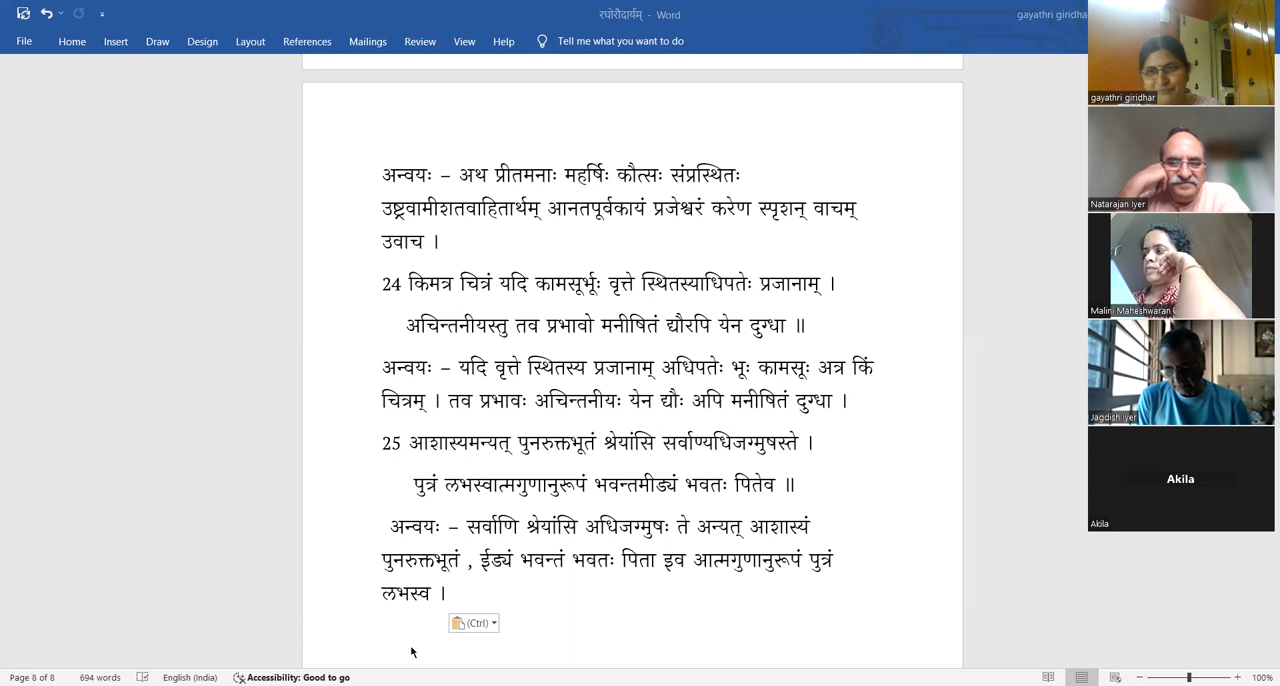 रघोरौदार्यम् - Word
gayathri giridha
File Home Insert Draw Design Layout References Mailings Review View Help Tell me what you want to do
अन्वयः – अथ प्रीतमनाः महर्षिः कौत्सः संप्रस्थितः
उष्ट्रवामीशतवाहितार्थम् आनतपूर्वकायं प्रजेश्वरं करेण स्पृशन् वाचम्
उवाच ।
24 किमत्र चित्रं यदि कामसूर्भूः वृत्ते स्थितस्याधिपतेः प्रजानाम् ।
अचिन्तनीयस्तु तव प्रभावो मनीषितं द्यौरपि येन दुग्धा ॥
अन्वयः – यदि वृत्ते स्थितस्य प्रजानाम् अधिपतेः भूः कामसूः अत्र किं
चित्रम् । तव प्रभावः अचिन्तनीयः येन द्यौः अपि मनीषितं दुग्धा ।
25 आशास्यमन्यत् पुनरुक्तभूतं श्रेयांसि सर्वाण्यधिजग्मुषस्ते ।
पुत्रं लभस्वात्मगुणानुरूपं भवन्तमीड्यं भवतः पितेव ॥
अन्वयः – सर्वाणि श्रेयांसि अधिजग्मुषः ते अन्यत् आशास्यं
पुनरुक्तभूतं , ईड्यं भवन्तं भवतः पिता इव आत्मगुणानुरूपं पुत्रं
लभस्व ।
(Ctrl)
gayathri giridhar
Natarajan Iyer
Malini Maheshwaran
Jagdish Iyer
Akila
Akila
Page 8 of 8 694 words English (India) Accessibility: Good to go 100%